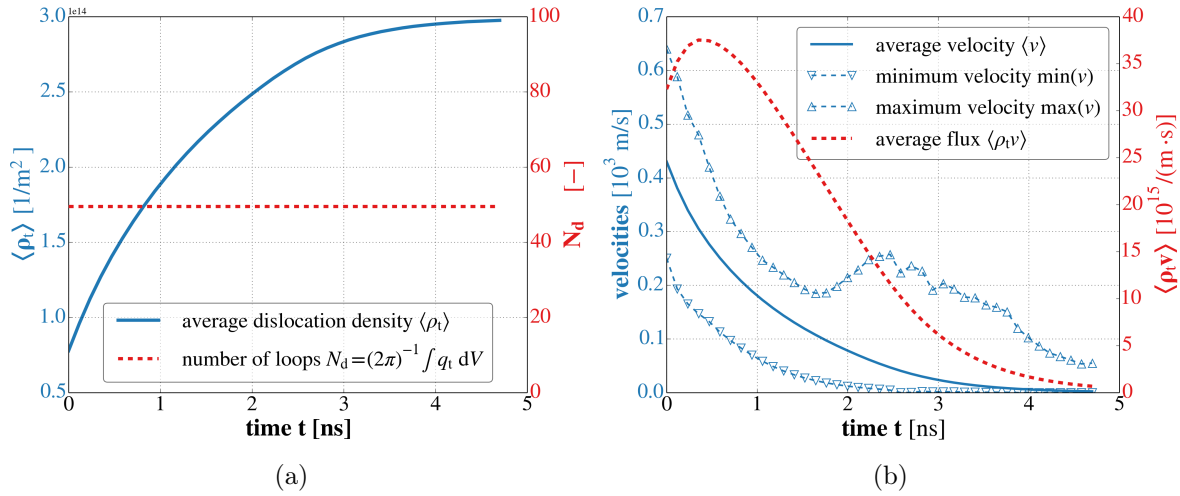 1e14
3.0
2.5
2.0
1.5
1.0
0.5
⟨ρt⟩ [1/m²]
100
80
60
40
20
0
Nd [−]
average dislocation density ⟨ρt⟩
number of loops Nd=(2π)⁻¹∫qt dV
0 1 2 3 4 5
time t [ns]
(a)
0.7
0.6
0.5
0.4
0.3
0.2
0.1
0.0
velocities [10³ m/s]
40
35
30
25
20
15
10
5
0
⟨ρtv⟩ [10¹⁵/(m·s)]
average velocity ⟨v⟩
minimum velocity min(v)
maximum velocity max(v)
average flux ⟨ρtv⟩
0 1 2 3 4 5
time t [ns]
(b)